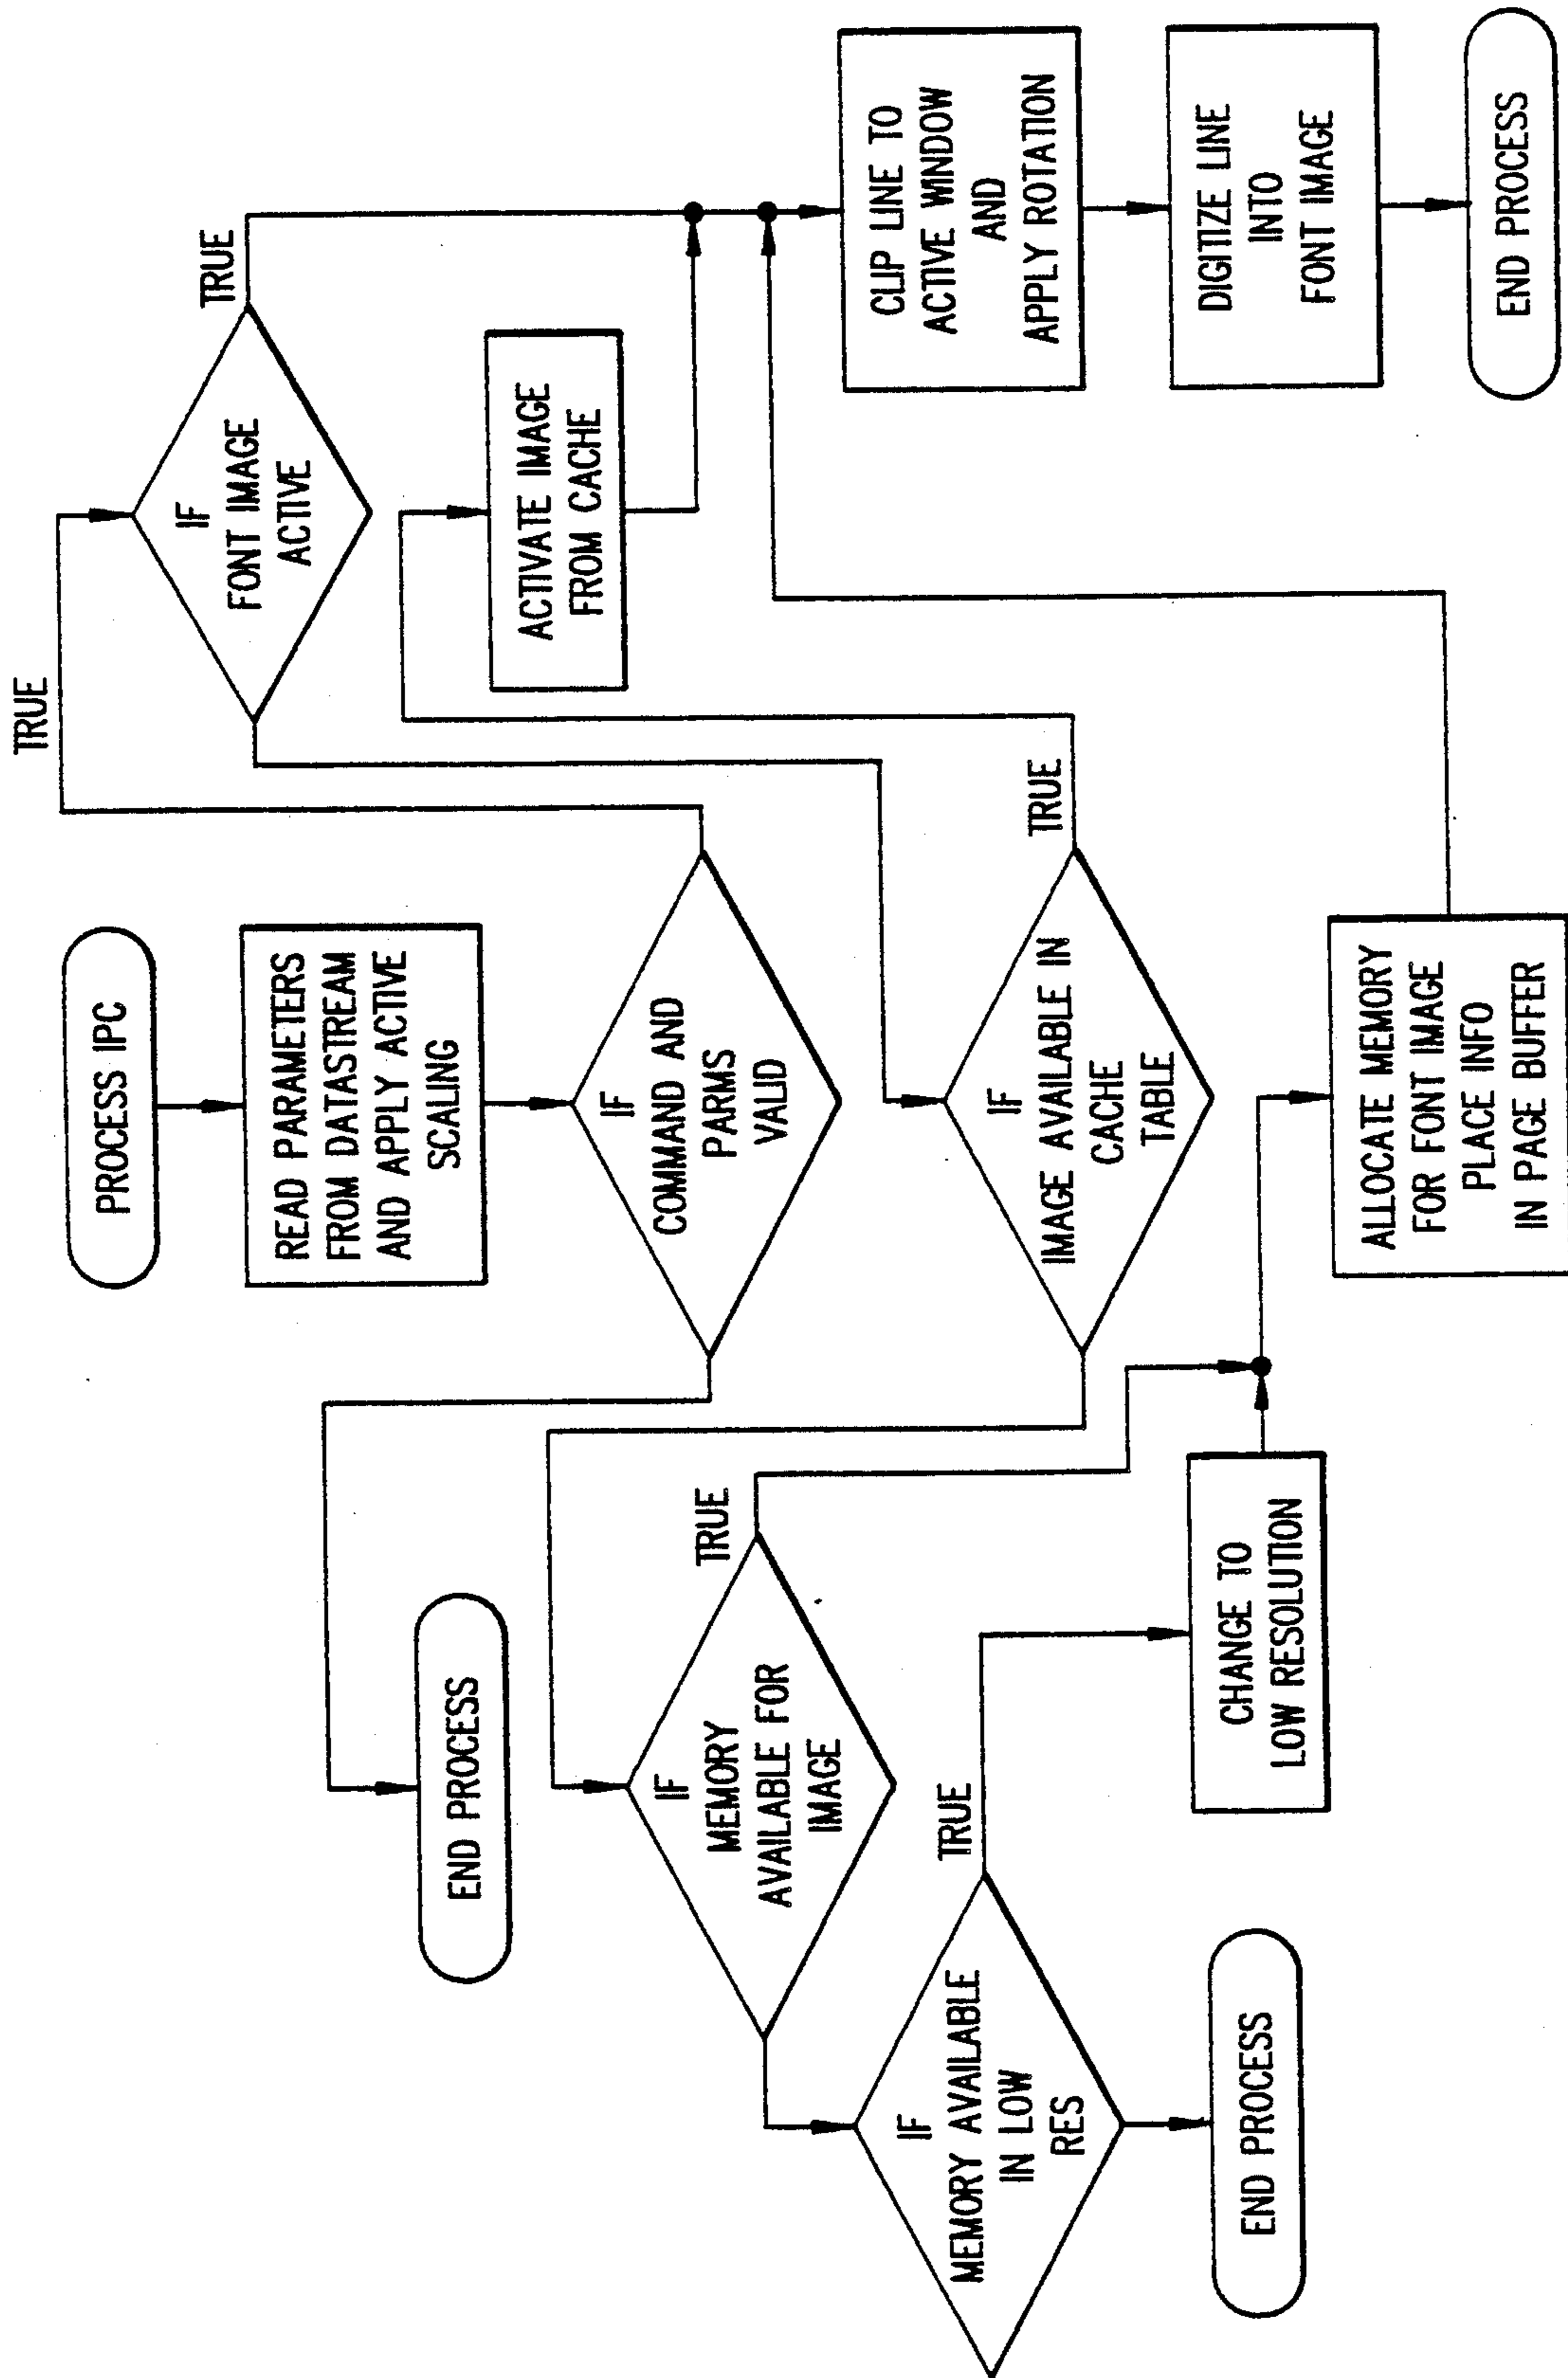 PROCESS IPC
READ PARAMETERS
FROM DATASTREAM
AND APPLY ACTIVE
SCALING
IF
COMMAND AND
PARMS
VALID
TRUE
END PROCESS
IF
FONT IMAGE
ACTIVE
TRUE
IF
IMAGE AVAILABLE IN
CACHE
TABLE
TRUE
ACTIVATE IMAGE
FROM CACHE
IF
MEMORY
AVAILABLE FOR
IMAGE
TRUE
IF
MEMORY AVAILABLE
IN LOW
RES
TRUE
END PROCESS
CHANGE TO
LOW RESOLUTION
ALLOCATE MEMORY
FOR FONT IMAGE
PLACE INFO
IN PAGE BUFFER
CLIP LINE TO
ACTIVE WINDOW
AND
APPLY ROTATION
DIGITIZE LINE
INTO
FONT IMAGE
END PROCESS